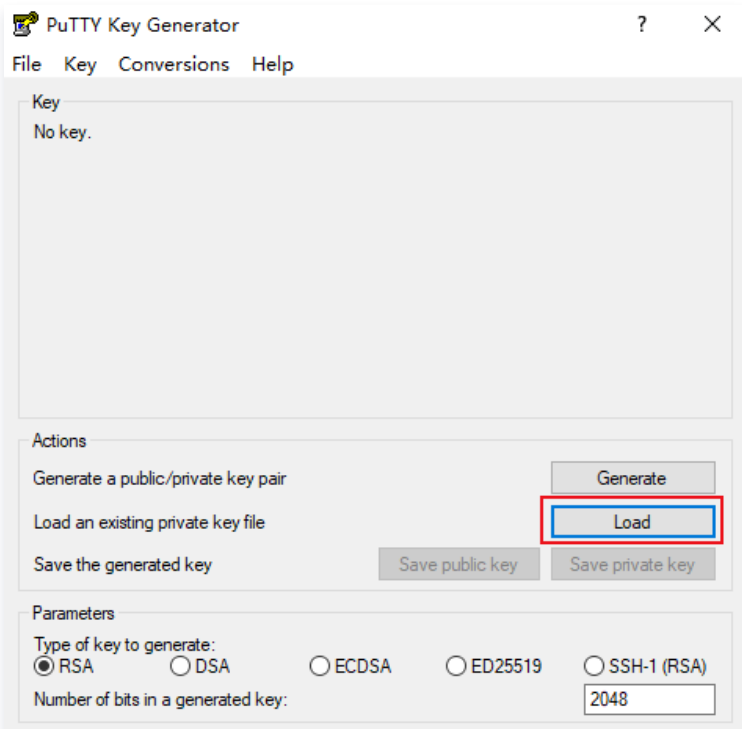 PuTTY Key Generator ? ×
File Key Conversions Help
Key
No key.
Actions
Generate a public/private key pair Generate
Load an existing private key file Load
Save the generated key Save public key Save private key
Parameters
Type of key to generate:
RSA DSA ECDSA ED25519 SSH-1 (RSA)
Number of bits in a generated key: 2048